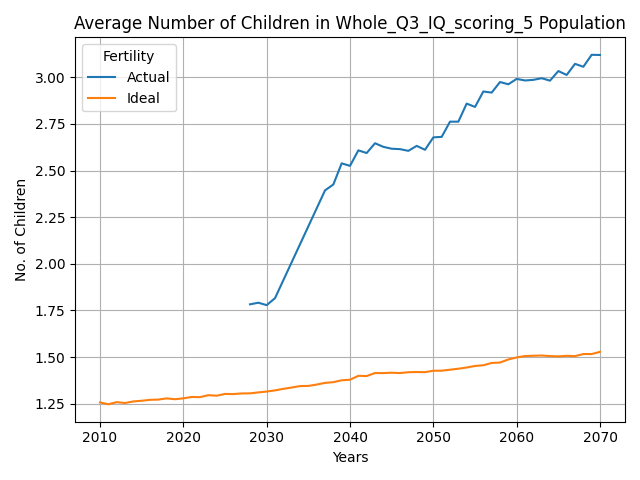 Average Number of Children in Whole_Q3_IQ_scoring_5 Population
Fertility
Actual
Ideal
3.00
2.75
2.50
2.25
2.00
1.75
1.50
1.25
No. of Children
2010 2020 2030 2040 2050 2060 2070
Years